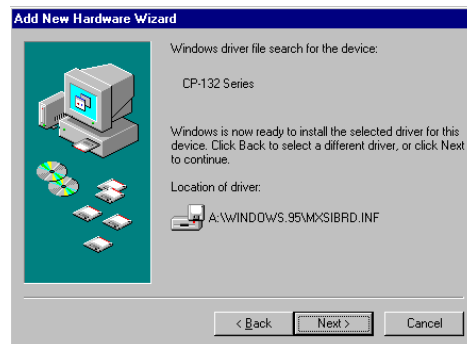 Add New Hardware Wizard
Windows driver file search for the device:
CP-132 Series
Windows is now ready to install the selected driver for this
device. Click Back to select a different driver, or click Next
to continue.
Location of driver:
A:\WINDOWS.95\MXSIBRD.INF
< Back
Next >
Cancel